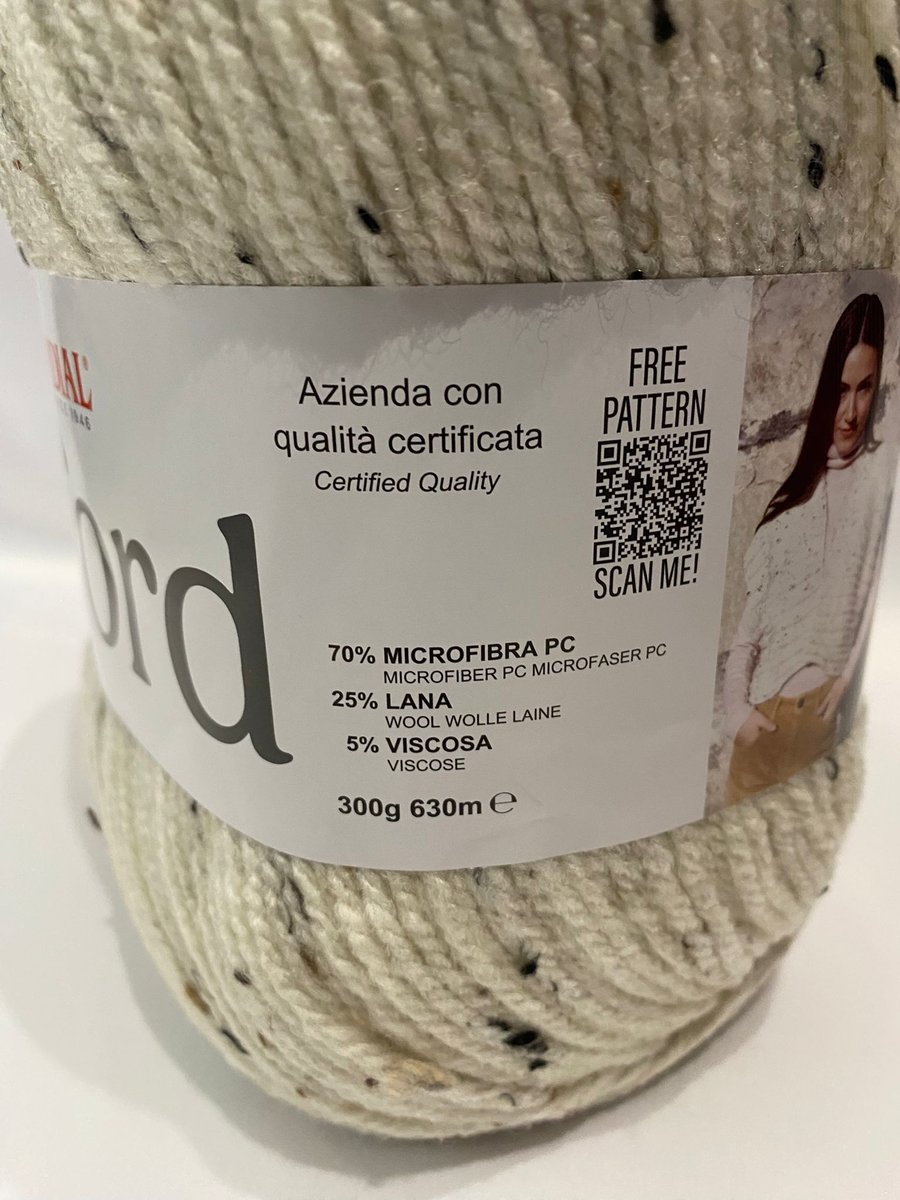 Azienda con
qualità certificata
Certified Quality
FREE
PATTERN
SCAN ME!
70% MICROFIBRA PC
MICROFIBER PC MICROFASER PC
25% LANA
WOOL WOLLE LAINE
5% VISCOSA
VISCOSE
300g 630m ℮